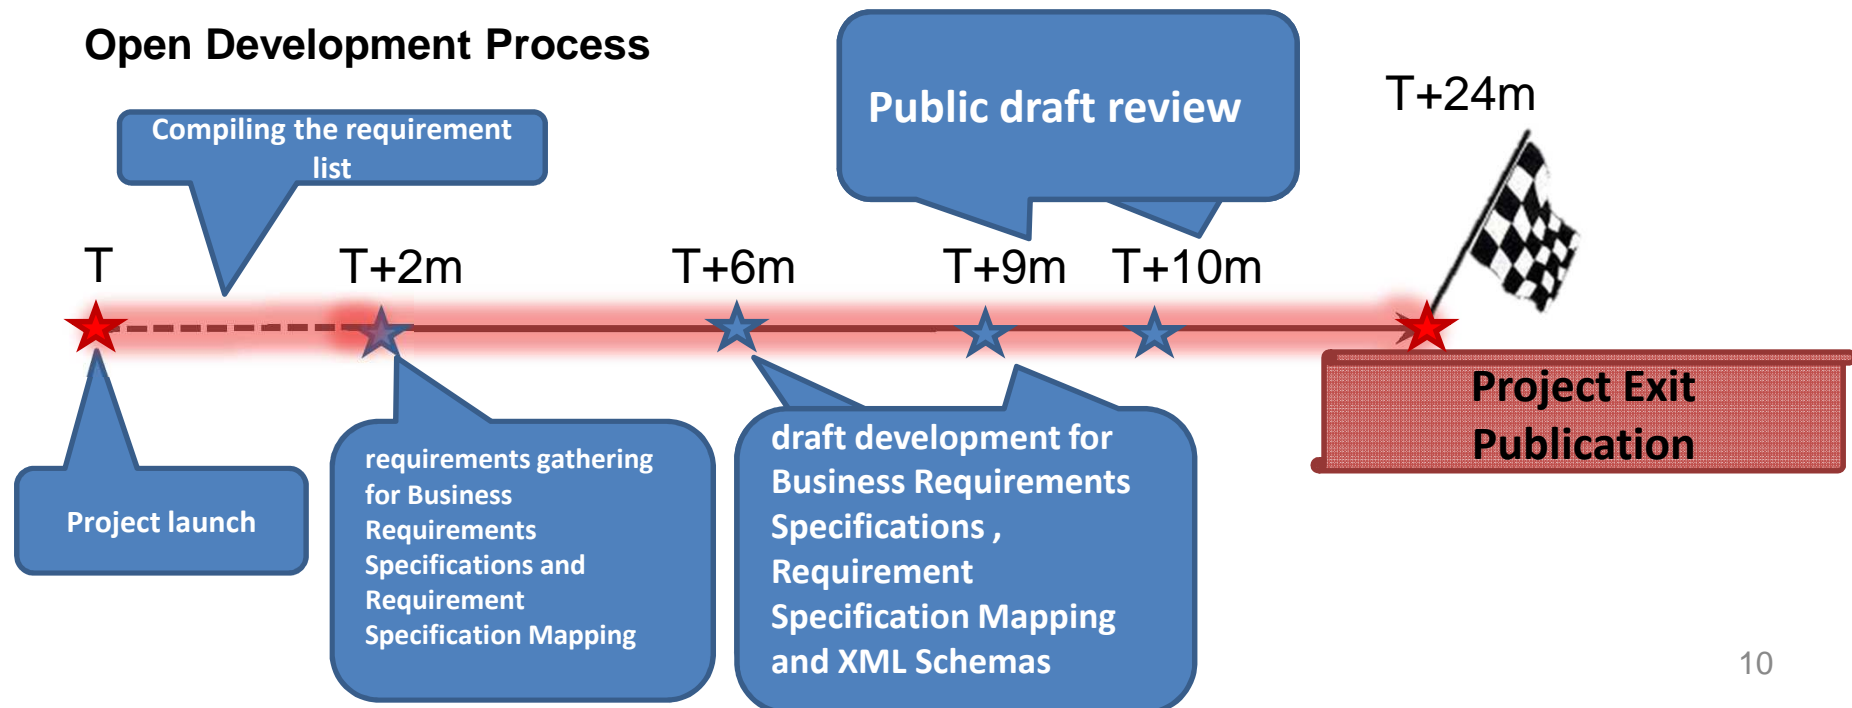 Open Development Process
Compiling the requirement
list
Public draft review
T+24m
T
T+2m
T+6m
T+9m
T+10m
Project launch
requirements gathering
for Business
Requirements
Specifications and
Requirement
Specification Mapping
draft development for
Business Requirements
Specifications ,
Requirement
Specification Mapping
and XML Schemas
Project Exit
Publication
10